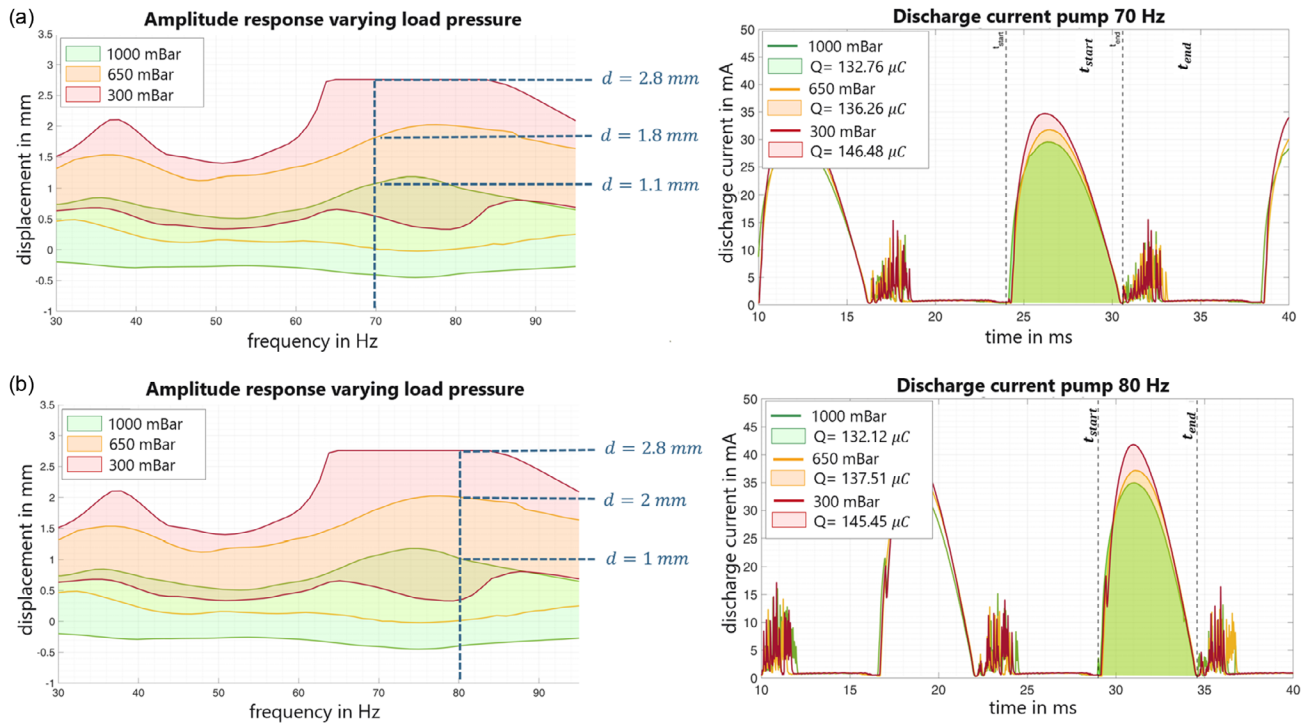 (a)
Amplitude response varying load pressure
3.5
3
2.5
2
1.5
1
0.5
0
-0.5
-1
displacement in mm
1000 mBar
650 mBar
300 mBar
d = 2.8 mm
d = 1.8 mm
d = 1.1 mm
30 40 50 60 70 80 90
frequency in Hz
Discharge current pump 70 Hz
50
45
40
35
30
25
20
15
10
5
0
discharge current in mA
1000 mBar
Q= 132.76 μC
650 mBar
Q= 136.26 μC
300 mBar
Q= 146.48 μC
tstart
tstart
tend
tend
10 15 20 25 30 35 40
time in ms
(b)
Amplitude response varying load pressure
3.5
3
2.5
2
1.5
1
0.5
0
-0.5
-1
displacement in mm
1000 mBar
650 mBar
300 mBar
d = 2.8 mm
d = 2 mm
d = 1 mm
30 40 50 60 70 80 90
frequency in Hz
Discharge current pump 80 Hz
50
45
40
35
30
25
20
15
10
5
0
discharge current in mA
1000 mBar
Q= 132.12 μC
650 mBar
Q= 137.51 μC
300 mBar
Q= 145.45 μC
tstart
tend
10 15 20 25 30 35 40
time in ms